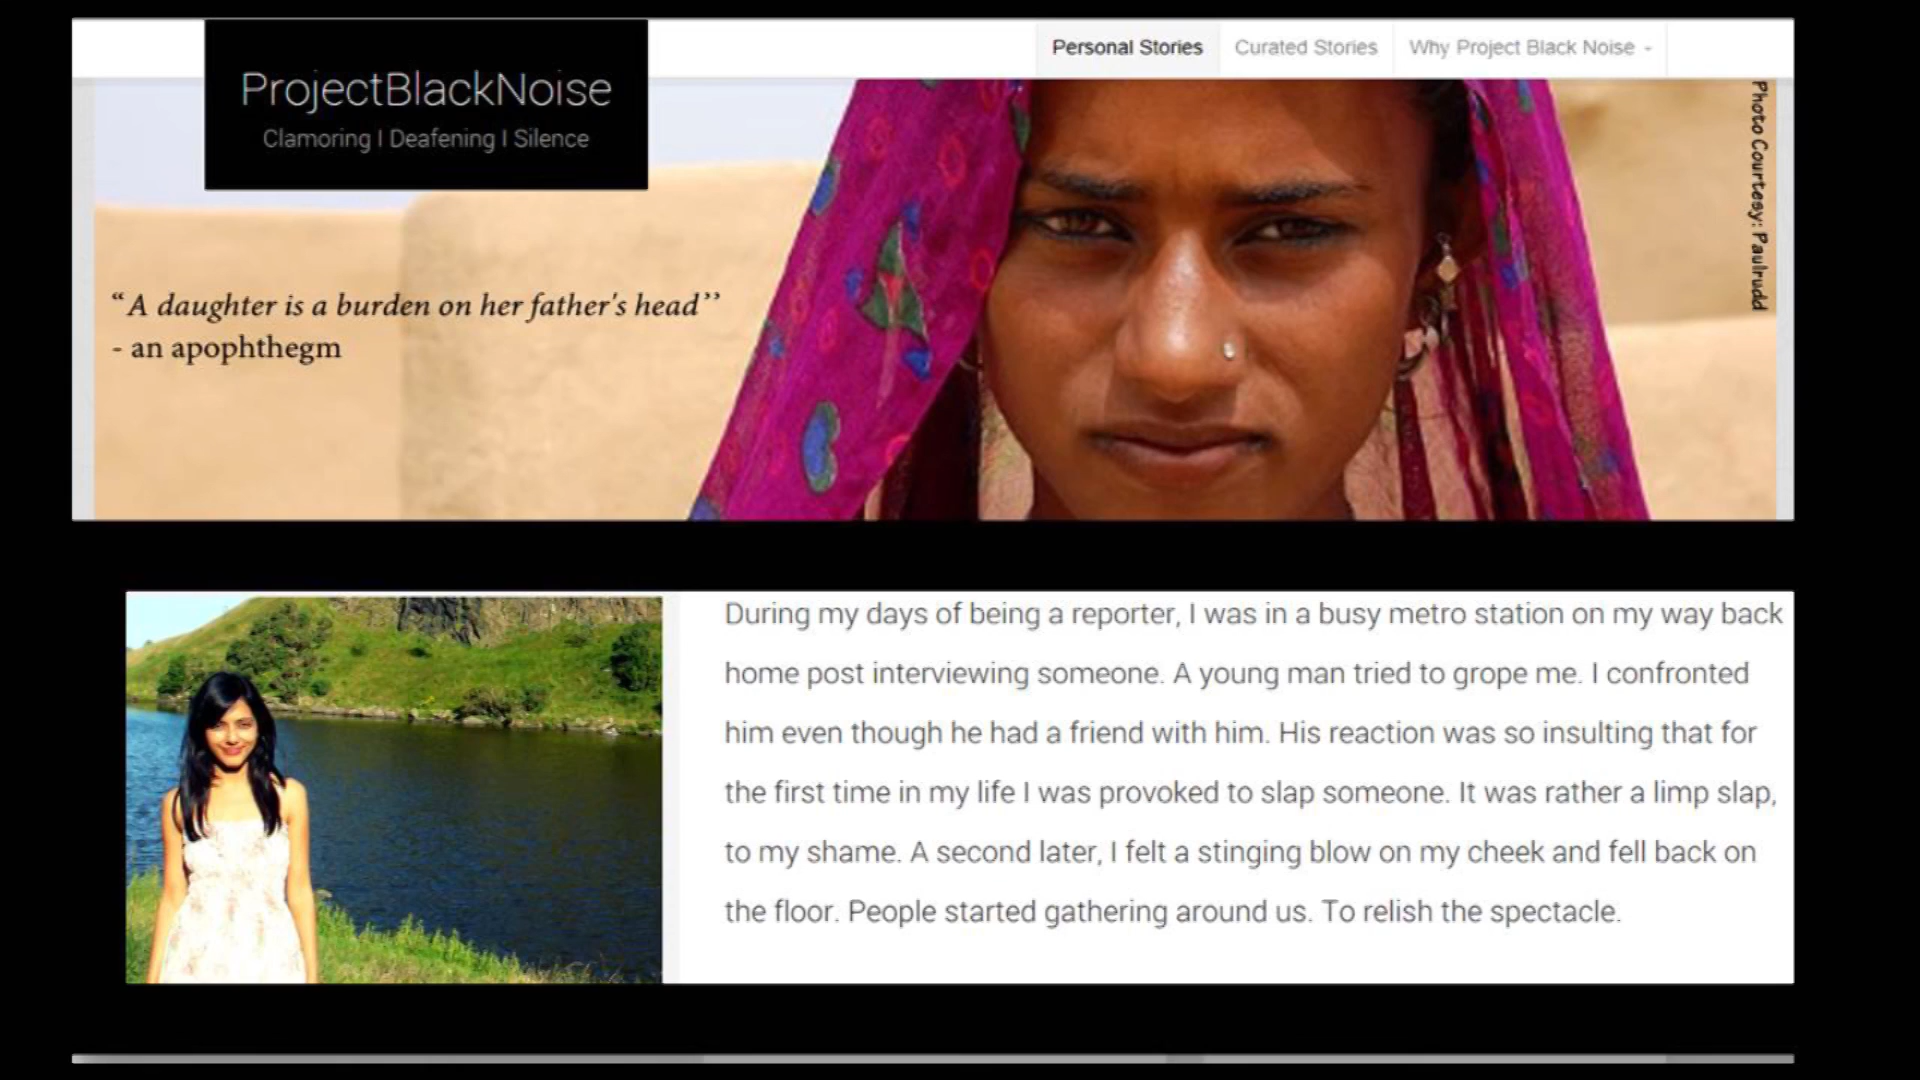 ProjectBlackNoise
Clamoring I Deafening I Silence
Personal Stories
Curated Stories
Why Project Black Noise
Photo Courtesy: Paulrudd
“A daughter is a burden on her father's head’’
- an apophthegm
During my days of being a reporter, I was in a busy metro station on my way back
home post interviewing someone. A young man tried to grope me. I confronted
him even though he had a friend with him. His reaction was so insulting that for
the first time in my life I was provoked to slap someone. It was rather a limp slap,
to my shame. A second later, I felt a stinging blow on my cheek and fell back on
the floor. People started gathering around us. To relish the spectacle.